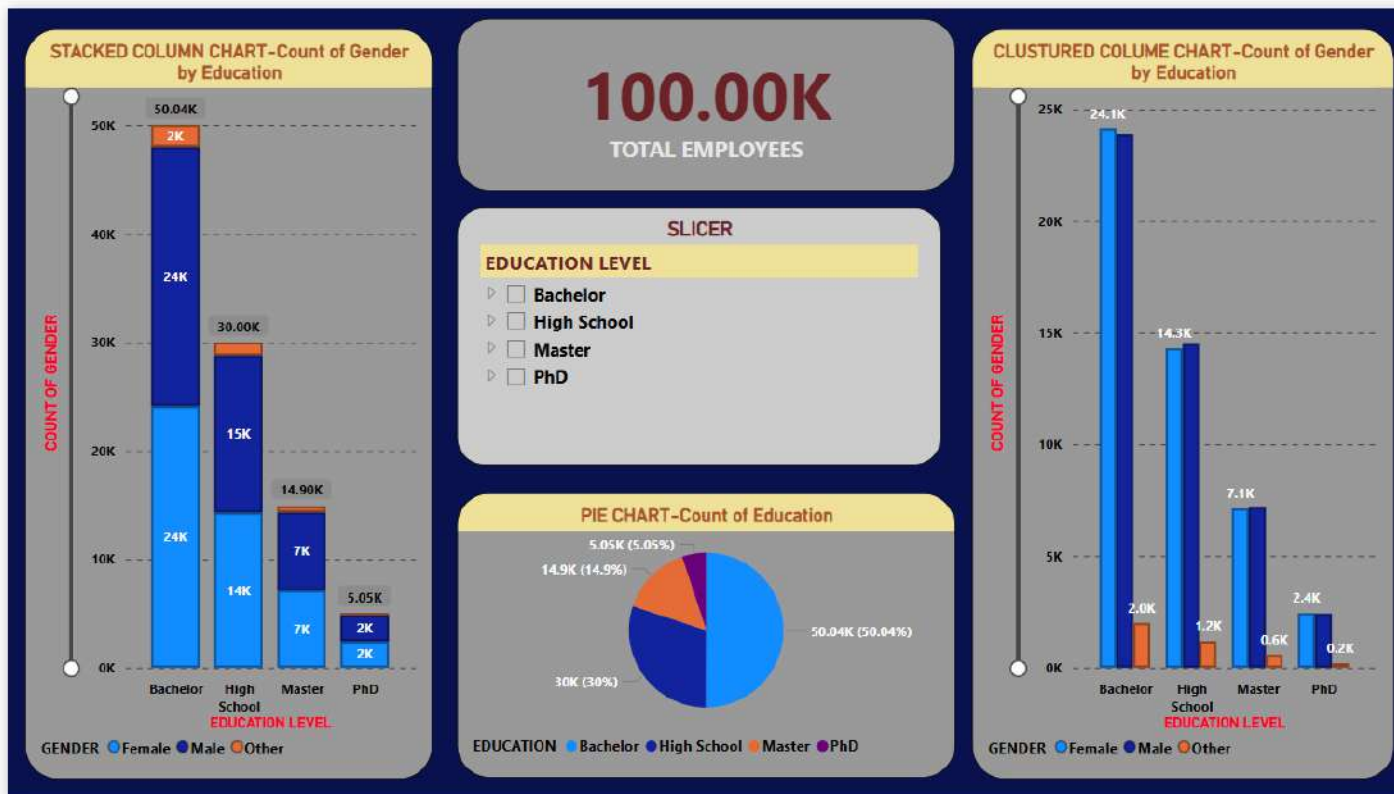 STACKED COLUMN CHART-Count of Gender
by Education
50.04K
50K
2K
40K
24K
30.00K
30K
15K
20K
14.90K
24K
7K
10K
14K
5.05K
7K
2K
2K
0K
Bachelor
High
School
Master
PhD
COUNT OF GENDER
EDUCATION LEVEL
GENDER Female Male Other
100.00K
TOTAL EMPLOYEES
SLICER
EDUCATION LEVEL
Bachelor
High School
Master
PhD
PIE CHART-Count of Education
5.05K (5.05%)
14.9K (14.9%)
50.04K (50.04%)
30K (30%)
EDUCATION Bachelor High School Master PhD
CLUSTURED COLUME CHART-Count of Gender
by Education
25K
24.1K
20K
15K
14.3K
10K
7.1K
5K
2.0K
1.2K
0.6K
2.4K
0.2K
0K
Bachelor
High
School
Master
PhD
COUNT OF GENDER
EDUCATION LEVEL
GENDER Female Male Other